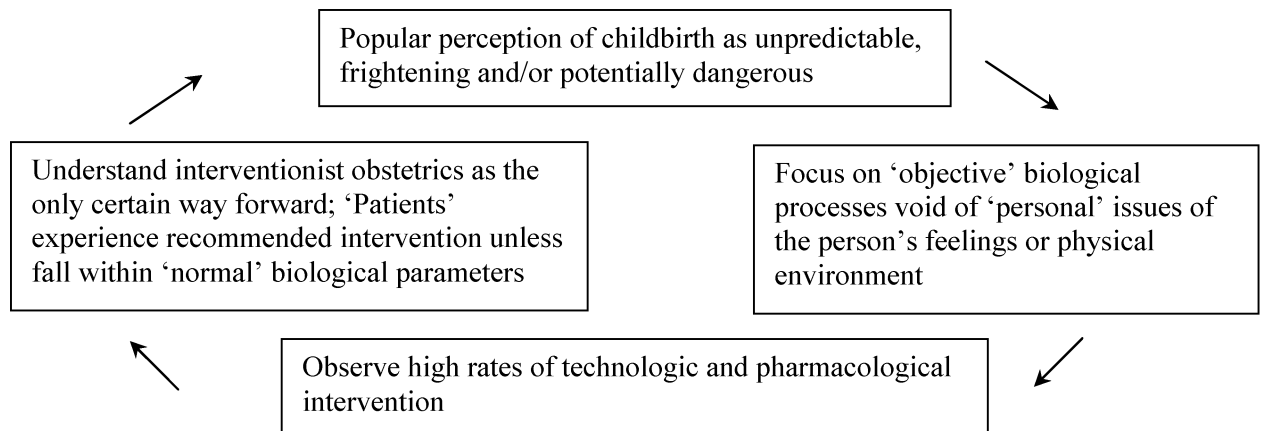 Popular perception of childbirth as unpredictable,
frightening and/or potentially dangerous
Understand interventionist obstetrics as the
only certain way forward; ‘Patients’
experience recommended intervention unless
fall within ‘normal’ biological parameters
Focus on ‘objective’ biological
processes void of ‘personal’ issues of
the person’s feelings or physical
environment
Observe high rates of technologic and pharmacological
intervention